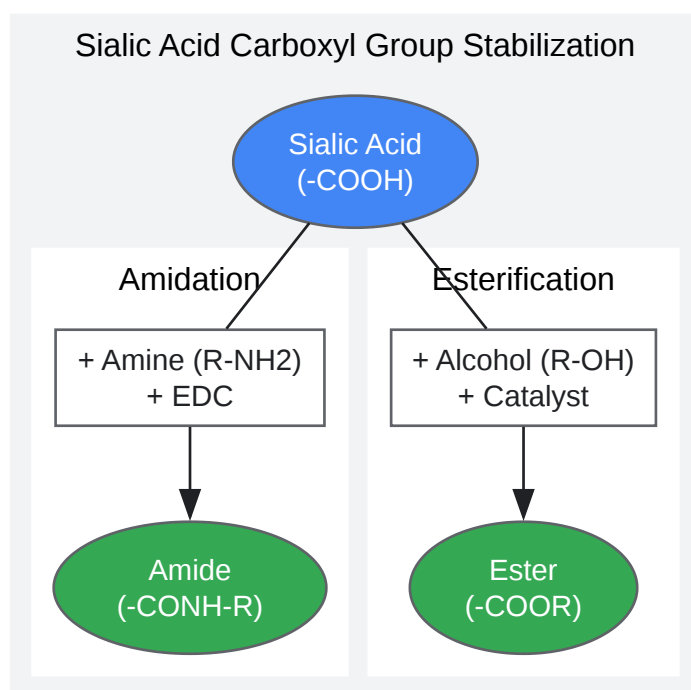 Sialic Acid Carboxyl Group Stabilization
Sialic Acid
(-COOH)
Amidation
+ Amine (R-NH2)
+ EDC
Amide
(-CONH-R)
Esterification
+ Alcohol (R-OH)
+ Catalyst
Ester
(-COOR)